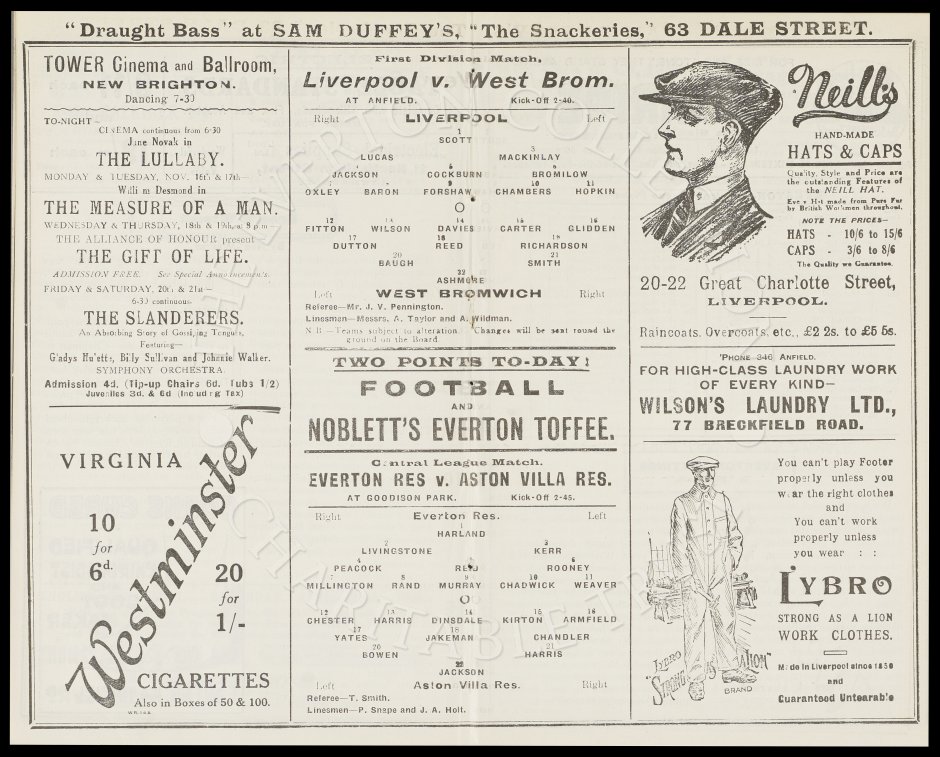 "Draught Bass" at SAM DUFFEY'S, "The Snackeries," 63 DALE STREET.
TOWER Cinema and Ballroom,
NEW BRIGHTON.
Dancing 7-30
TO-NIGHT—
CINEMA continuous from 6-30
Jane Novak in
THE LULLABY.
MONDAY & TUESDAY, NOV. 16th & 17th—
William Desmond in
THE MEASURE OF A MAN.
WEDNESDAY & THURSDAY, 18th & 19th, at 8 p.m.—
THE ALLIANCE OF HONOUR present
THE GIFT OF LIFE.
ADMISSION FREE. See Special Announcements.
FRIDAY & SATURDAY, 20th & 21st—
6-30 continuous
THE SLANDERERS.
An Absorbing Story of Gossiping Tongues,
Featuring—
Gladys Hulette, Billy Sullivan and Johnnie Walker.
SYMPHONY ORCHESTRA.
Admission 4d. (Tip-up Chairs 6d. Tubs 1/2)
Juveniles 3d. & 6d (Including Tax)
VIRGINIA
Westminster
10
for
6d.
20
for
1/-
CIGARETTES
Also in Boxes of 50 & 100.
First Division Match,
Liverpool v. West Brom.
AT ANFIELD. Kick-Off 2-40.
Right LIVERPOOL Left
1
SCOTT
2 3
LUCAS MACKINLAY
4 5 6
JACKSON COCKBURN BROMILOW
7 8 9 10 11
OXLEY BARON FORSHAW CHAMBERS HOPKIN
O
12 13 14 15 16
FITTON WILSON DAVIES CARTER GLIDDEN
17 18 19
DUTTON REED RICHARDSON
20 21
BAUGH SMITH
22
ASHMORE
Left WEST BROMWICH Right
Referee—Mr. J. V. Pennington.
Linesmen—Messrs. A. Taylor and A. Wildman.
N.B.—Teams subject to alteration. Changes will be sent round the
ground on the Board
TWO POINTS TO-DAY!
FOOTBALL
AND
NOBLETT'S EVERTON TOFFEE.
Central League Match.
EVERTON RES v. ASTON VILLA RES.
AT GOODISON PARK. Kick-Off 2-45.
Right Everton Res. Left
1
HARLAND
2 3
LIVINGSTONE KERR
4 5 6
PEACOCK REID ROONEY
7 8 9 10 11
MILLINGTON RAND MURRAY CHADWICK WEAVER
O
12 13 14 15 16
CHESTER HARRIS DINSDALE KIRTON ARMFIELD
17 18 19
YATES JAKEMAN CHANDLER
20 21
BOWEN HARRIS
22
JACKSON
Left Aston Villa Res. Right
Referee—T. Smith.
Linesmen—P. Snape and J. A. Holt.
Neill's
HAND-MADE
HATS & CAPS
Quality, Style and Price are
the outstanding Features of
the NEILL HAT.
Every Hat made from Pure Fur
by British Workmen throughout.
NOTE THE PRICES—
HATS - 10/6 to 15/6
CAPS - 3/6 to 8/6
The Quality we Guarantee.
20-22 Great Charlotte Street,
LIVERPOOL.
Raincoats, Overcoats, etc., £2 2s. to £5 5s.
'PHONE 346 ANFIELD.
FOR HIGH-CLASS LAUNDRY WORK
OF EVERY KIND—
WILSON'S LAUNDRY LTD.,
77 BRECKFIELD ROAD.
You can't play Footer
properly unless you
wear the right clothes
and
You can't work
properly unless
you wear : :
LYBRO
STRONG AS A LION
WORK CLOTHES.
Made in Liverpool since 1850
and
Guaranteed Untearable
LYBRO
BRAND
THE EVERTON COLLECTION
CHARITABLE TRUST